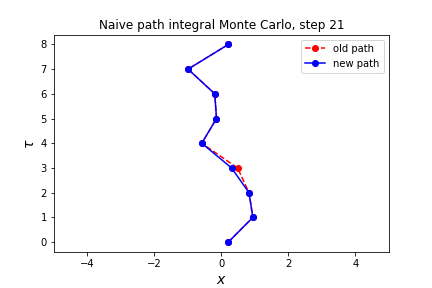 Naive path integral Monte Carlo, step 21
old path
new path
8
7
6
5
4
3
2
1
0
τ
−4
−2
0
2
4
x